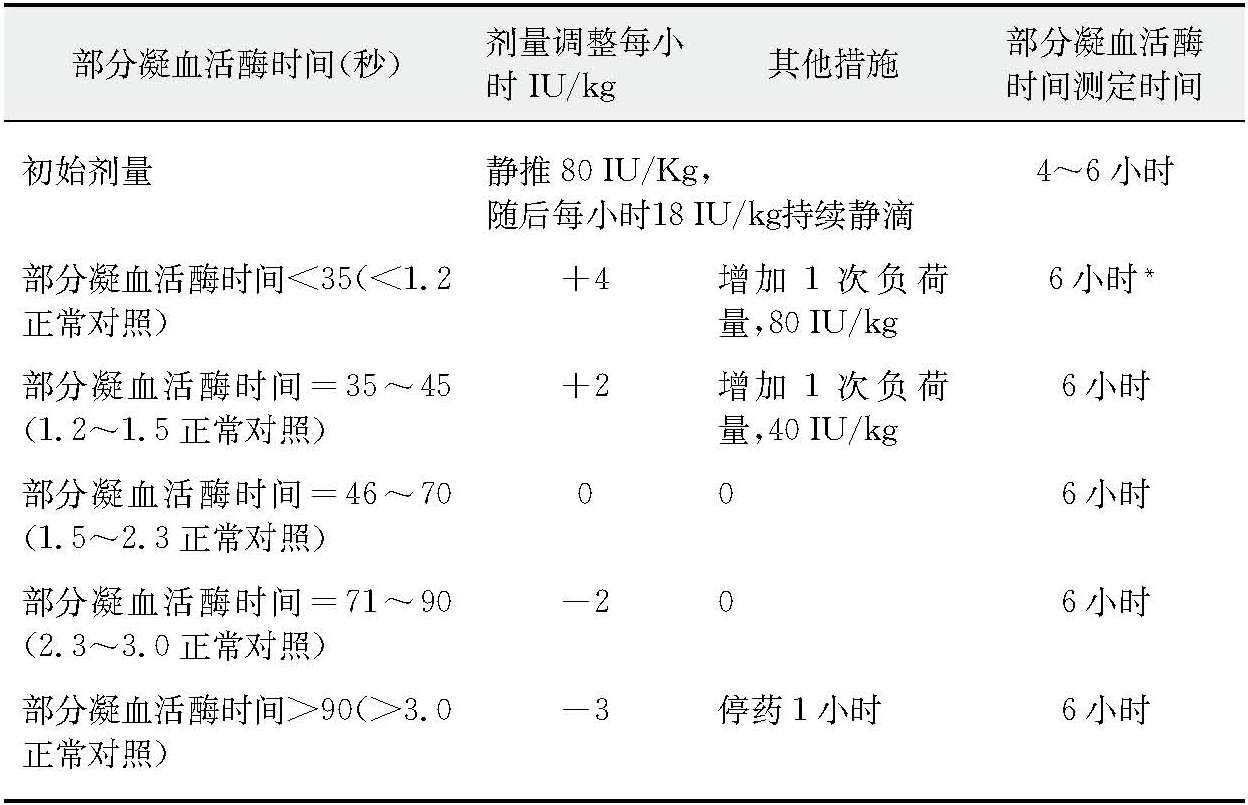 部分凝血活酶时间(秒)
剂量调整每小
时 IU/kg
其他措施
部分凝血活酶
时间测定时间
初始剂量
静推 80 IU/Kg,
随后每小时18 IU/kg持续静滴
4～6 小时
部分凝血活酶时间<35(<1.2
正常对照)
+4
增加 1 次负荷
量,80 IU/kg
6 小时*
部分凝血活酶时间=35～45
(1.2～1.5 正常对照)
+2
增加 1 次负荷
量,40 IU/kg
6 小时
部分凝血活酶时间=46～70
(1.5～2.3 正常对照)
0
0
6 小时
部分凝血活酶时间=71～90
(2.3～3.0 正常对照)
−2
0
6 小时
部分凝血活酶时间>90(>3.0
正常对照)
−3
停药 1 小时
6 小时